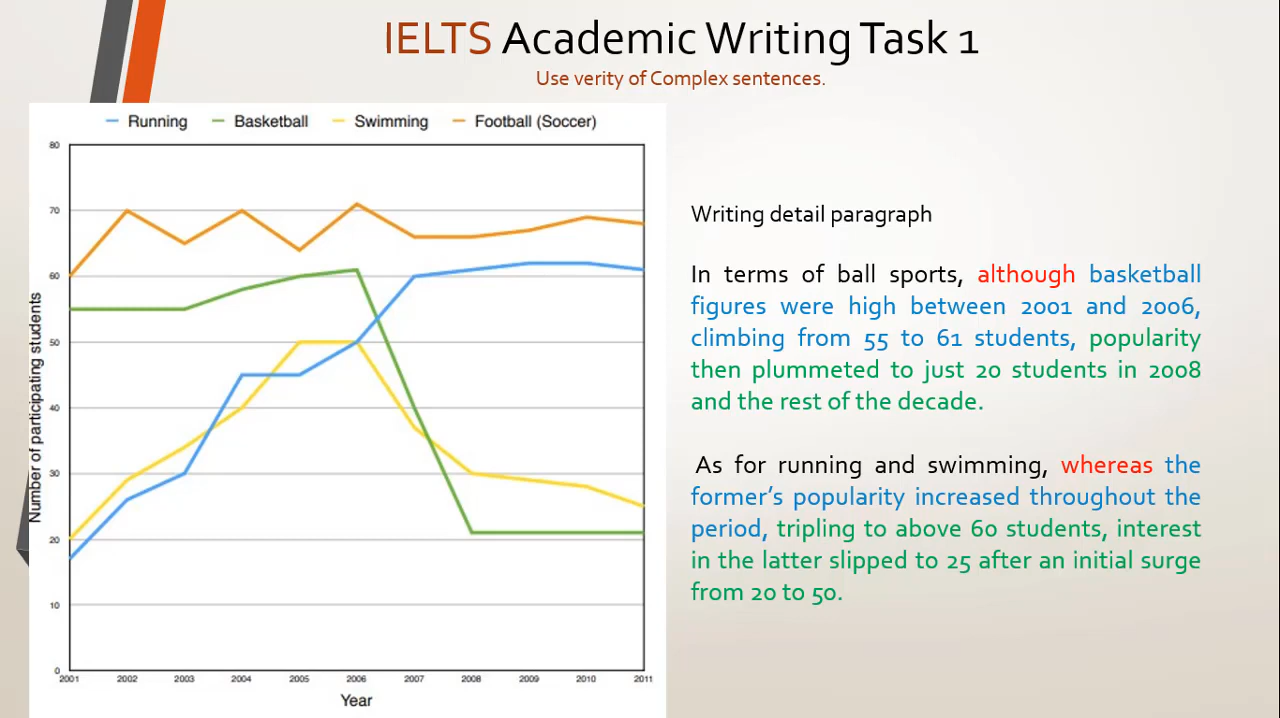 IELTS Academic Writing Task 1
Use verity of Complex sentences.
Running Basketball Swimming Football (Soccer)
80
70
60
50
40
30
20
10
0
Number of participating students
2001 2002 2003 2004 2005 2006 2007 2008 2009 2010 2011
Year
Writing detail paragraph
In terms of ball sports, although basketball
figures were high between 2001 and 2006,
climbing from 55 to 61 students, popularity
then plummeted to just 20 students in 2008
and the rest of the decade.
As for running and swimming, whereas the
former’s popularity increased throughout the
period, tripling to above 60 students, interest
in the latter slipped to 25 after an initial surge
from 20 to 50.